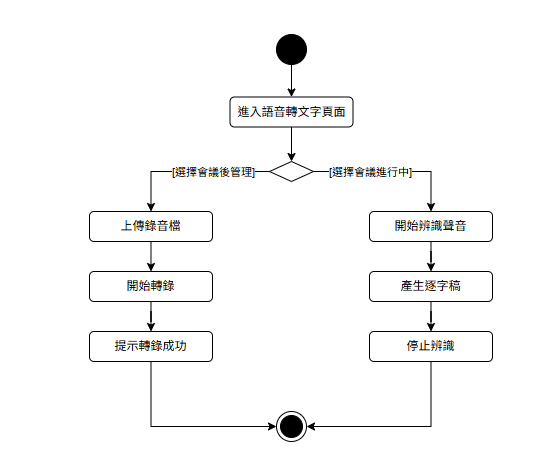 進入語音轉文字頁面
[選擇會議後管理]
[選擇會議進行中]
上傳錄音檔
開始辨識聲音
開始轉錄
產生逐字稿
提示轉錄成功
停止辨識